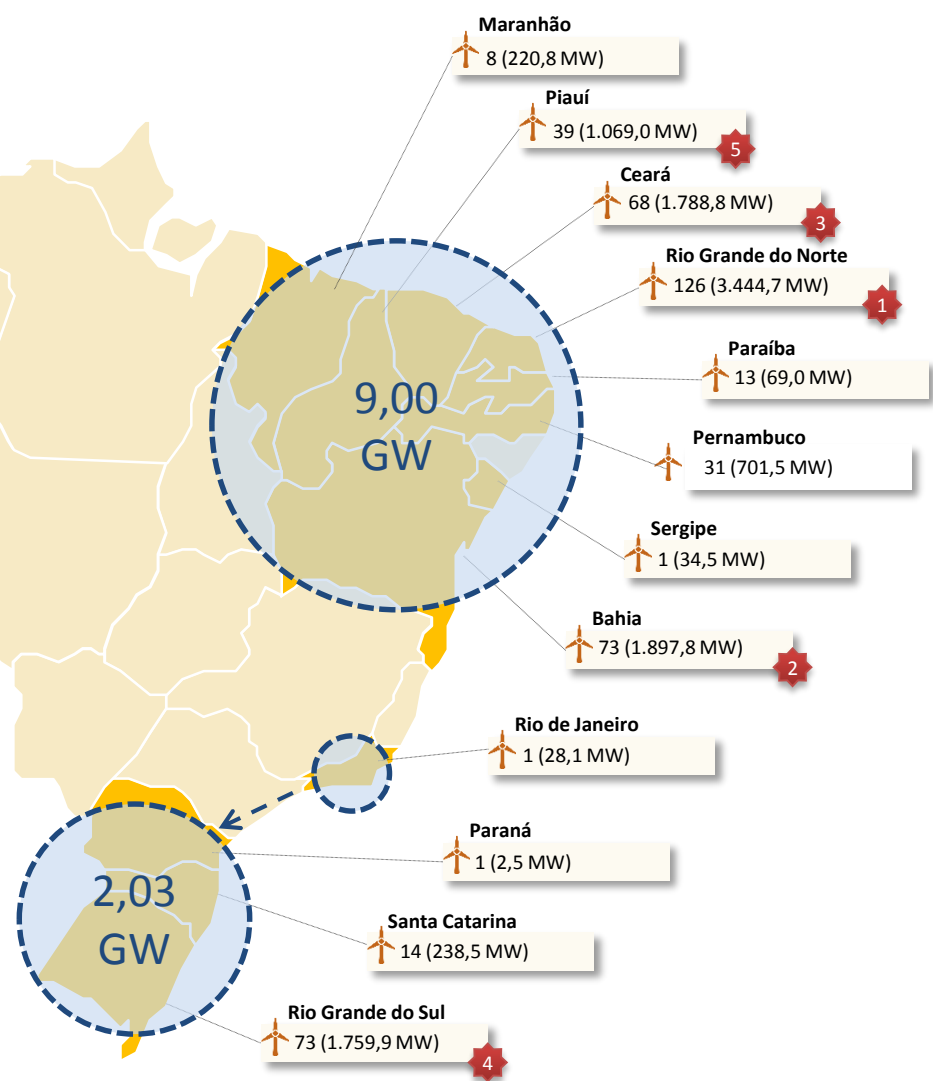 Maranhão
8 (220,8 MW)
Piauí
39 (1.069,0 MW)
5
Ceará
68 (1.788,8 MW)
3
Rio Grande do Norte
126 (3.444,7 MW)
1
Paraíba
13 (69,0 MW)
9,00
GW
Pernambuco
31 (701,5 MW)
Sergipe
1 (34,5 MW)
Bahia
73 (1.897,8 MW)
2
Rio de Janeiro
1 (28,1 MW)
Paraná
1 (2,5 MW)
2,03
GW
Santa Catarina
14 (238,5 MW)
Rio Grande do Sul
73 (1.759,9 MW)
4